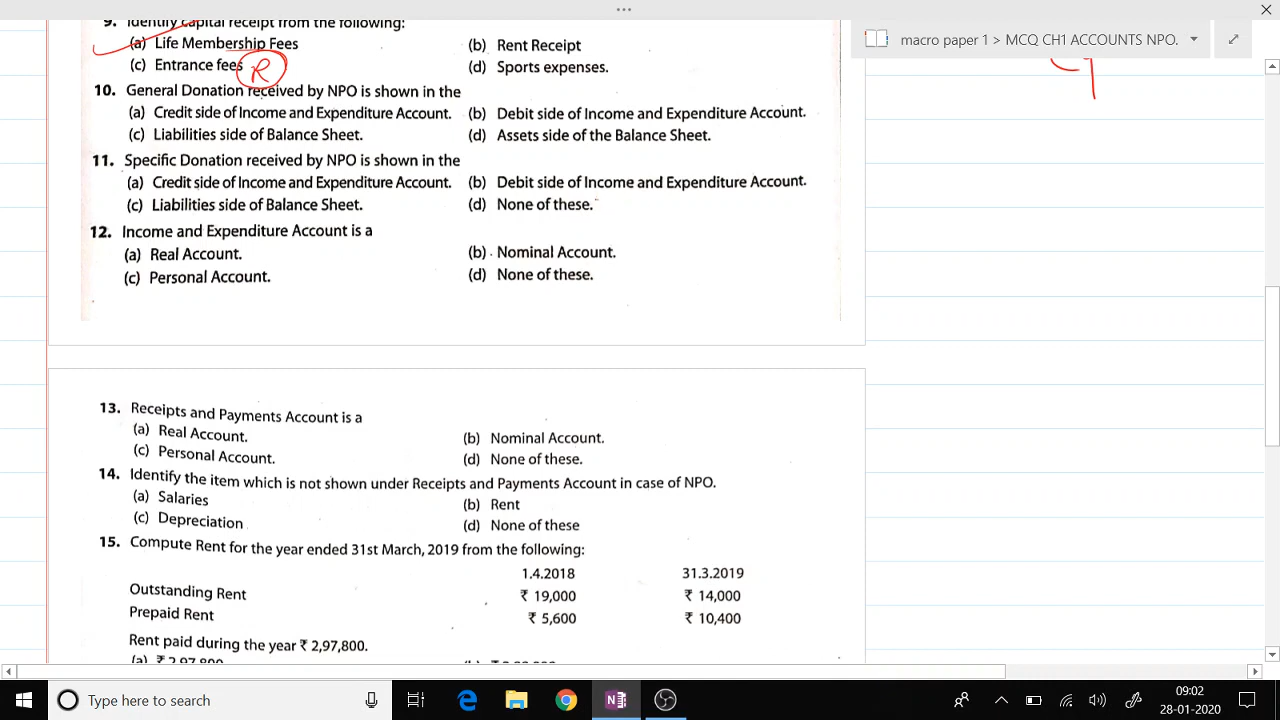 9. Identify capital receipt from the following:
(a) Life Membership Fees (b) Rent Receipt
(c) Entrance fees R (d) Sports expenses.
10. General Donation received by NPO is shown in the
(a) Credit side of Income and Expenditure Account. (b) Debit side of Income and Expenditure Account.
(c) Liabilities side of Balance Sheet. (d) Assets side of the Balance Sheet.
11. Specific Donation received by NPO is shown in the
(a) Credit side of Income and Expenditure Account. (b) Debit side of Income and Expenditure Account.
(c) Liabilities side of Balance Sheet. (d) None of these.
12. Income and Expenditure Account is a
(a) Real Account. (b) Nominal Account.
(c) Personal Account. (d) None of these.
macro paper 1 > MCQ CH1 ACCOUNTS NPO.
13. Receipts and Payments Account is a
(a) Real Account. (b) Nominal Account.
(c) Personal Account. (d) None of these.
14. Identify the item which is not shown under Receipts and Payments Account in case of NPO.
(a) Salaries (b) Rent
(c) Depreciation (d) None of these
15. Compute Rent for the year ended 31st March, 2019 from the following:
1.4.2018 31.3.2019
Outstanding Rent ₹ 19,000 ₹ 14,000
Prepaid Rent ₹ 5,600 ₹ 10,400
Rent paid during the year ₹ 2,97,800.
(a) ₹ 2,97,800
Type here to search
09:02
28-01-2020